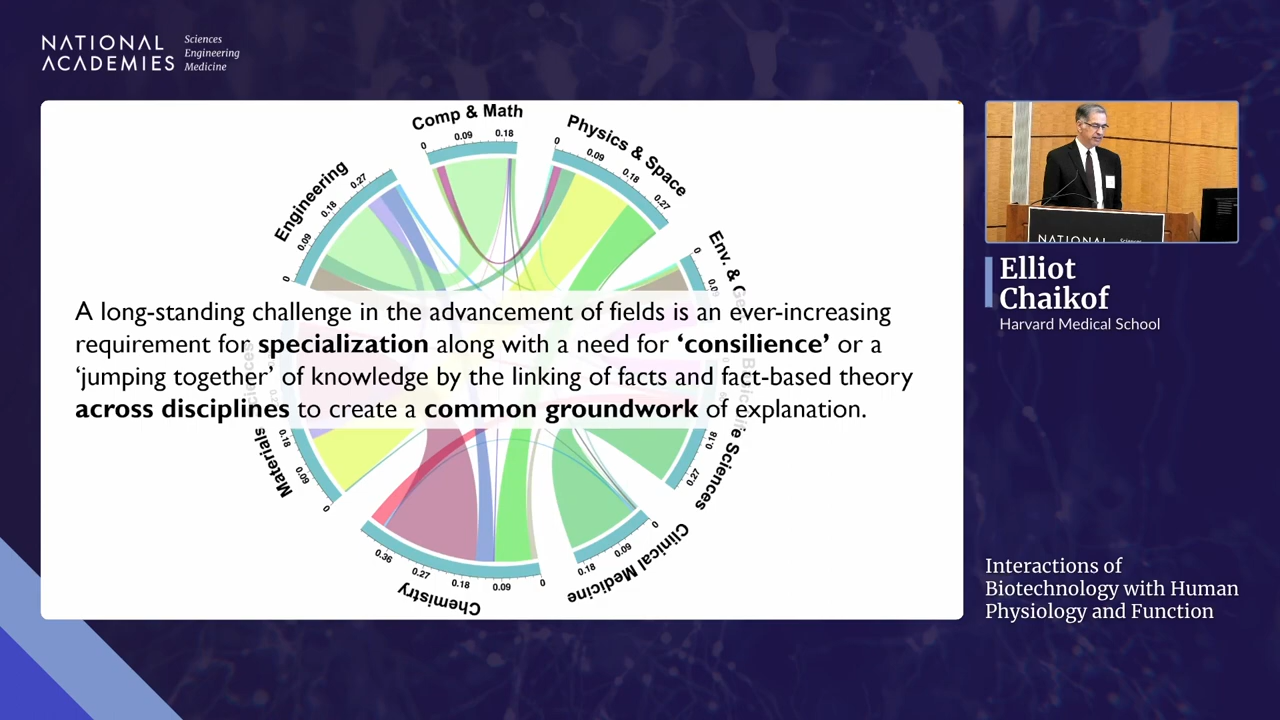 NATIONAL
ACADEMIES
Sciences
Engineering
Medicine
Comp & Math
0
0.09
0.18
Physics & Space
0
0.09
0.18
0.27
Engineering
0
0.09
0.18
0.27
Env. & G
0
0.09
A long-standing challenge in the advancement of fields is an ever-increasing
requirement for specialization along with a need for ‘consilience’ or a
‘jumping together’ of knowledge by the linking of facts and fact-based theory
across disciplines to create a common groundwork of explanation.
Materials
0.18
0.09
0
Life Sciences
0.18
0.27
Chemistry
0.36
0.27
0.18
0.09
0
Clinical Medicine
0
0.09
0.18
NATIONAL
Elliot
Chaikof
Harvard Medical School
Interactions of
Biotechnology with Human
Physiology and Function